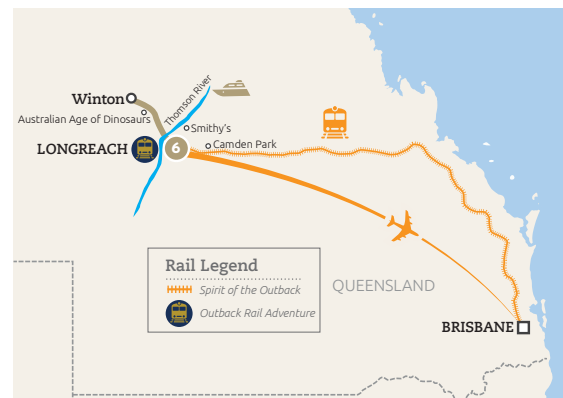 Winton
Thomson River
Australian Age of Dinosaurs
Smithy's
LONGREACH
6
Camden Park
Rail Legend
Spirit of the Outback
QUEENSLAND
Outback Rail Adventure
BRISBANE